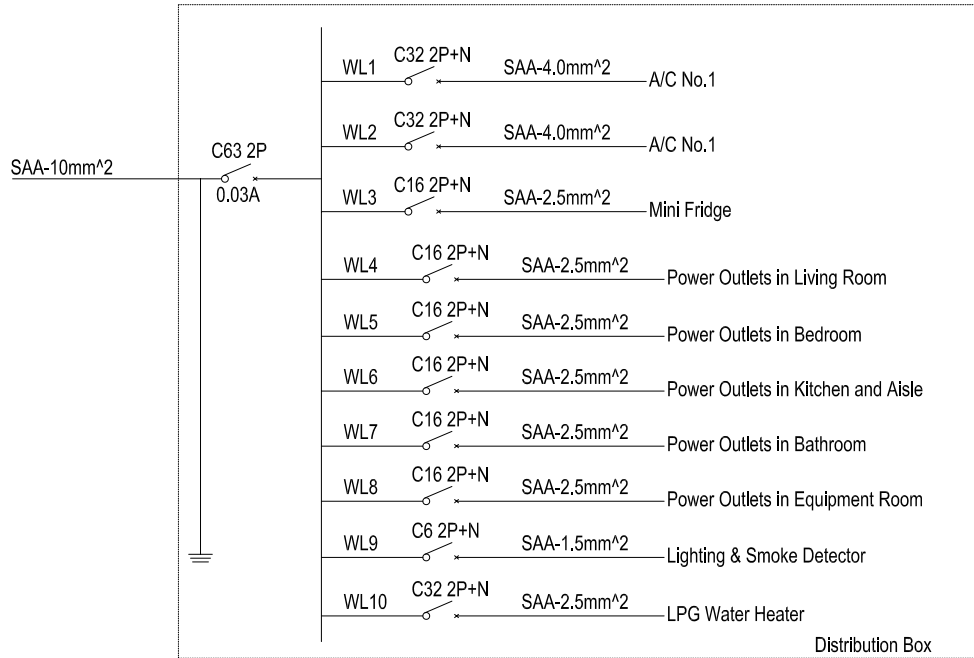 SAA-10mm^2
C63 2P
0.03A
WL1 C32 2P+N SAA-4.0mm^2 A/C No.1
WL2 C32 2P+N SAA-4.0mm^2 A/C No.1
WL3 C16 2P+N SAA-2.5mm^2 Mini Fridge
WL4 C16 2P+N SAA-2.5mm^2 Power Outlets in Living Room
WL5 C16 2P+N SAA-2.5mm^2 Power Outlets in Bedroom
WL6 C16 2P+N SAA-2.5mm^2 Power Outlets in Kitchen and Aisle
WL7 C16 2P+N SAA-2.5mm^2 Power Outlets in Bathroom
WL8 C16 2P+N SAA-2.5mm^2 Power Outlets in Equipment Room
WL9 C6 2P+N SAA-1.5mm^2 Lighting & Smoke Detector
WL10 C32 2P+N SAA-2.5mm^2 LPG Water Heater
Distribution Box